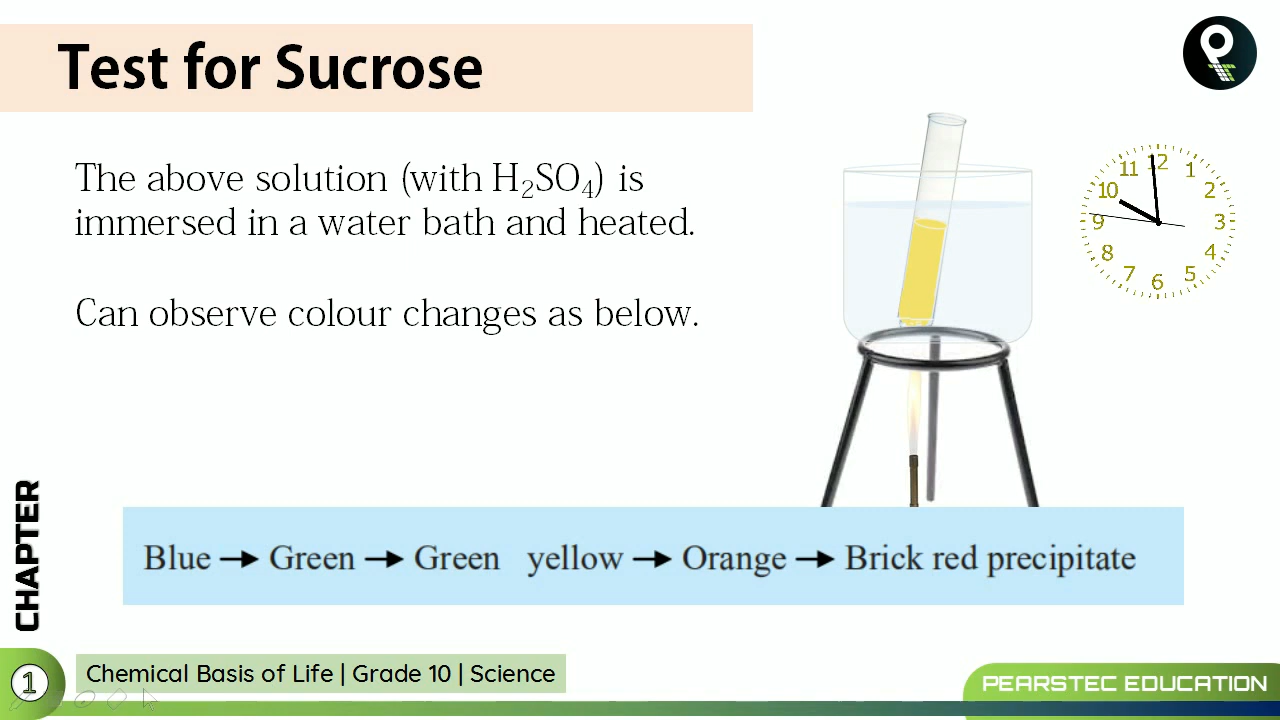 Test for Sucrose
The above solution (with H₂SO₄) is
immersed in a water bath and heated.
Can observe colour changes as below.
11 12 1
10 2
9 3
8 4
7 6 5
Blue → Green → Green yellow → Orange → Brick red precipitate
CHAPTER
1
Chemical Basis of Life | Grade 10 | Science
PEARSTEC EDUCATION